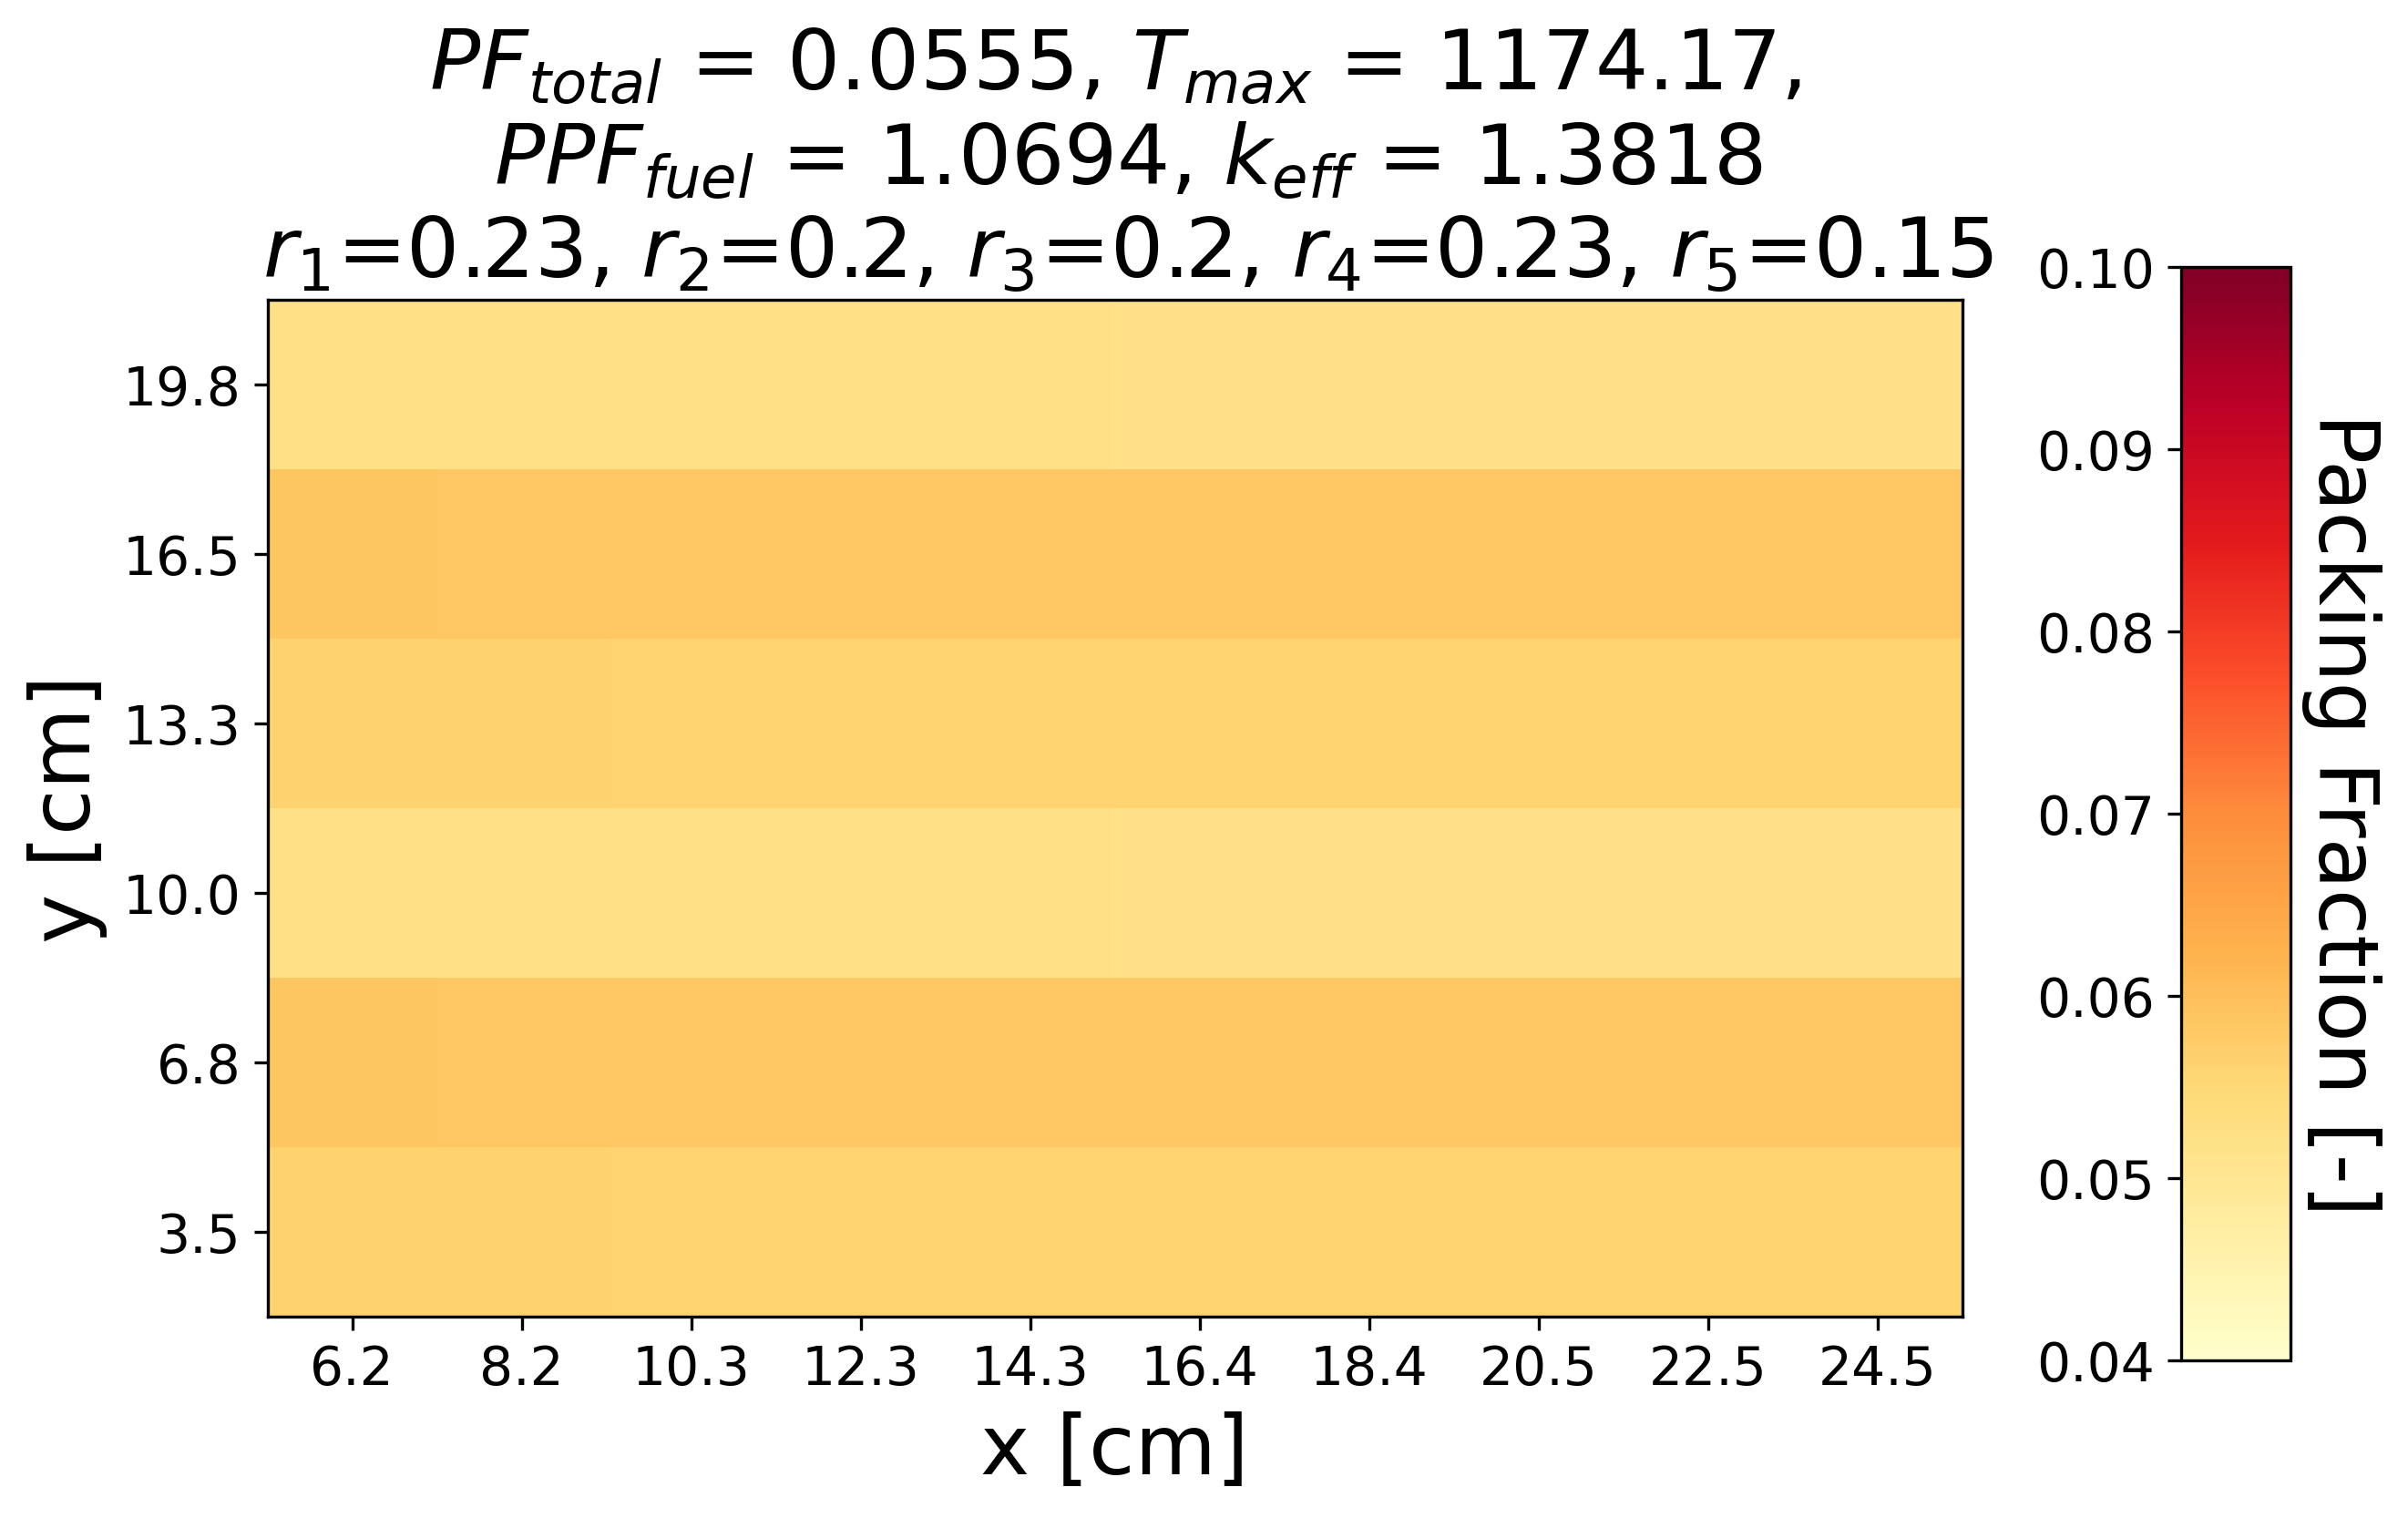 PF_total = 0.0555, T_max = 1174.17,
PPF_fuel = 1.0694, k_eff = 1.3818
r_1=0.23, r_2=0.2, r_3=0.2, r_4=0.23, r_5=0.15
y [cm]
19.8
16.5
13.3
10.0
6.8
3.5
6.2 8.2 10.3 12.3 14.3 16.4 18.4 20.5 22.5 24.5
x [cm]
0.10
0.09
0.08
0.07
0.06
0.05
0.04
Packing Fraction [-]